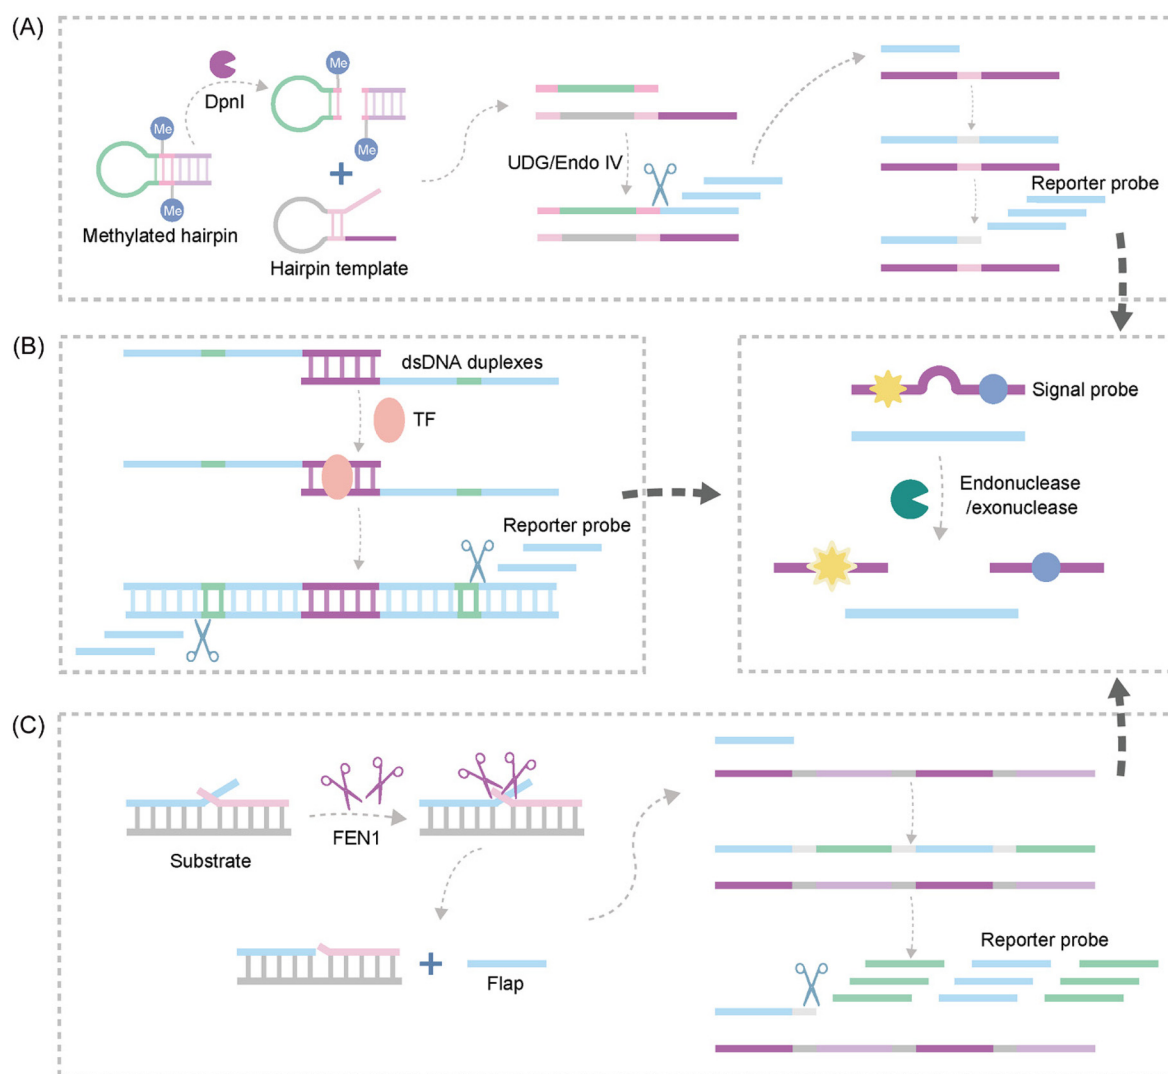 (A)
Me
DpnI
Me
Me
Me
Me
Methylated hairpin
Hairpin template
UDG/Endo IV
Reporter probe
(B)
dsDNA duplexes
TF
Reporter probe
Signal probe
Endonuclease
/exonuclease
(C)
Substrate
FEN1
Flap
Reporter probe